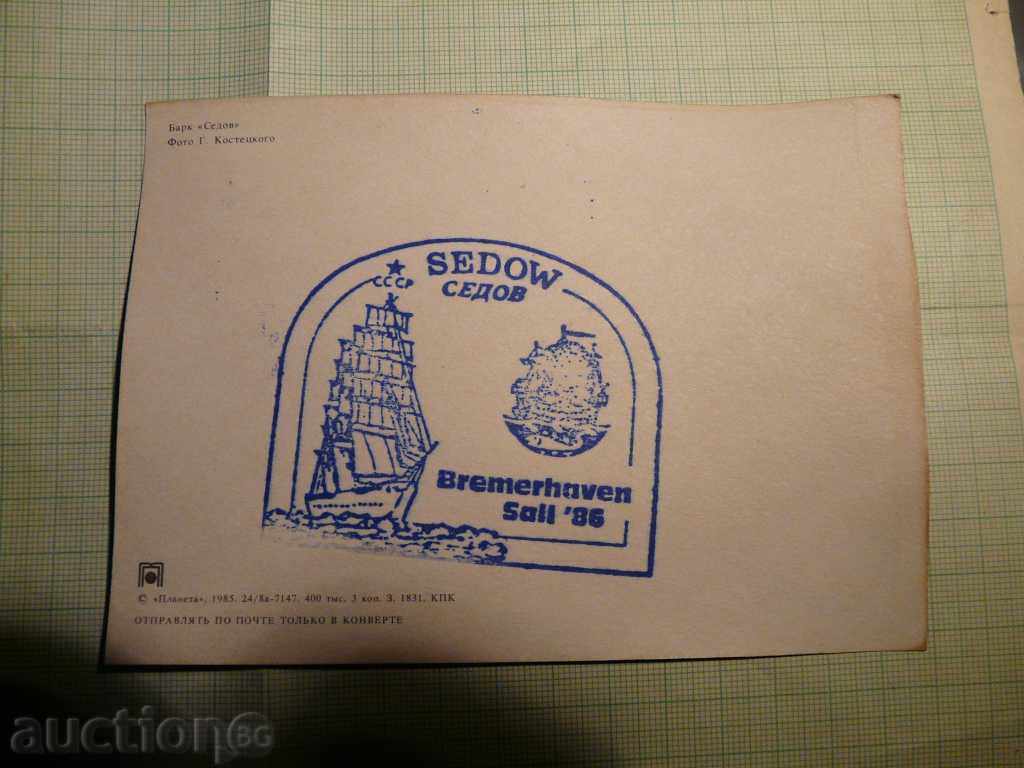 Барк «Седов»
Фото Г. Костецкого
SEDOW
СССР
СЕДОВ
Bremerhaven
Sail '86
© «Планета», 1985. 24/8а-7147. 400 тыс. 3 коп. З. 1831. КПК
ОТПРАВЛЯТЬ ПО ПОЧТЕ ТОЛЬКО В КОНВЕРТЕ
auction BG